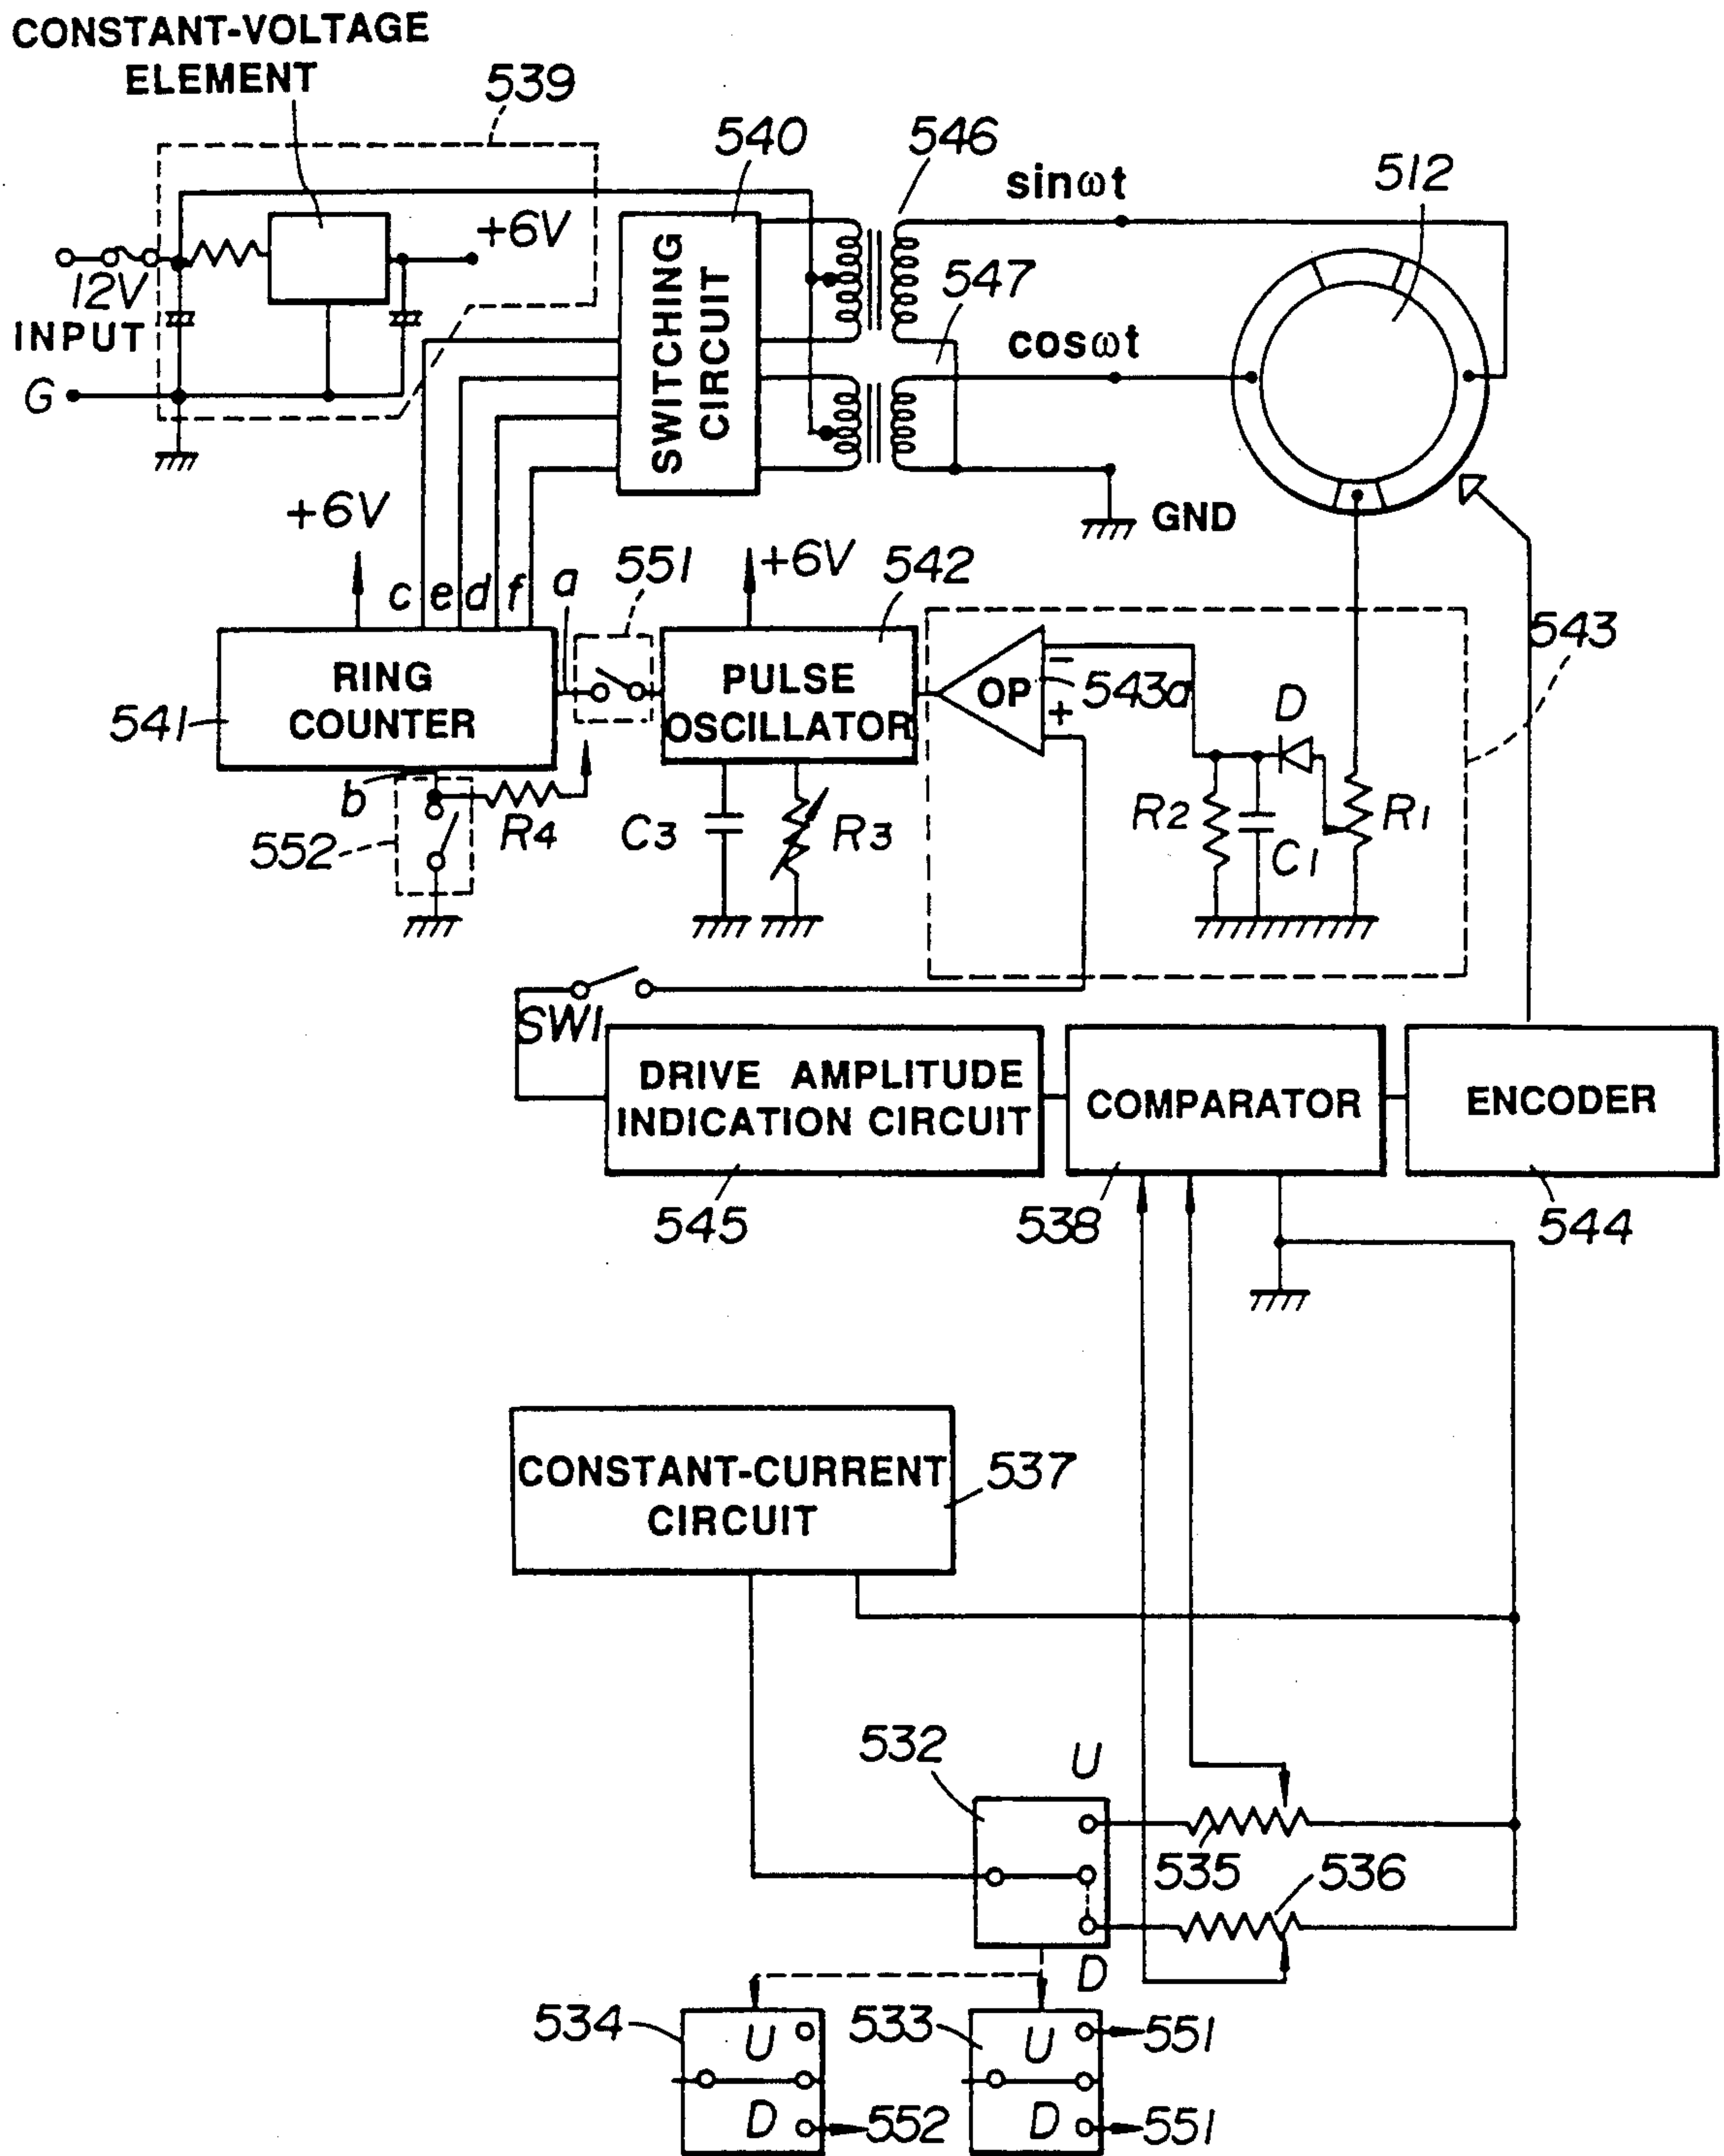 CONSTANT-VOLTAGE
ELEMENT
539
540
546
sinωt
512
+6V
12V
INPUT
G
SWITCHING
CIRCUIT
547
cosωt
GND
+6V
c e d f a
551
+6V
542
543
RING
COUNTER
541
PULSE
OSCILLATOR
OP
−
+
543a
D
b
552
R4
C3
R3
R2
C1
R1
SW1
DRIVE AMPLITUDE
INDICATION CIRCUIT
COMPARATOR
ENCODER
545
538
544
CONSTANT-CURRENT
CIRCUIT
537
532
U
535
536
D
534
U
D
552
533
U
551
D
551